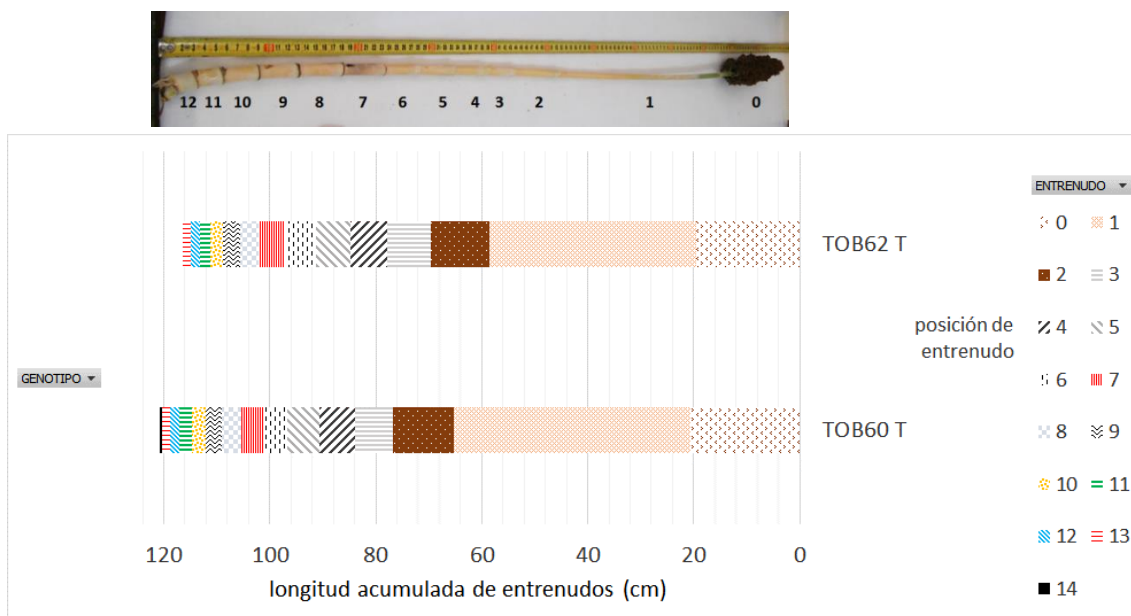 12 11 10 9 8 7 6 5 4 3 2 1 0
ENTRENUDO
TOB62 T
0 1
2 3
posición de
entrenudo
4 5
6 7
GENOTIPO
8 9
TOB60 T
10 11
12 13
14
120 100 80 60 40 20 0
longitud acumulada de entrenudos (cm)